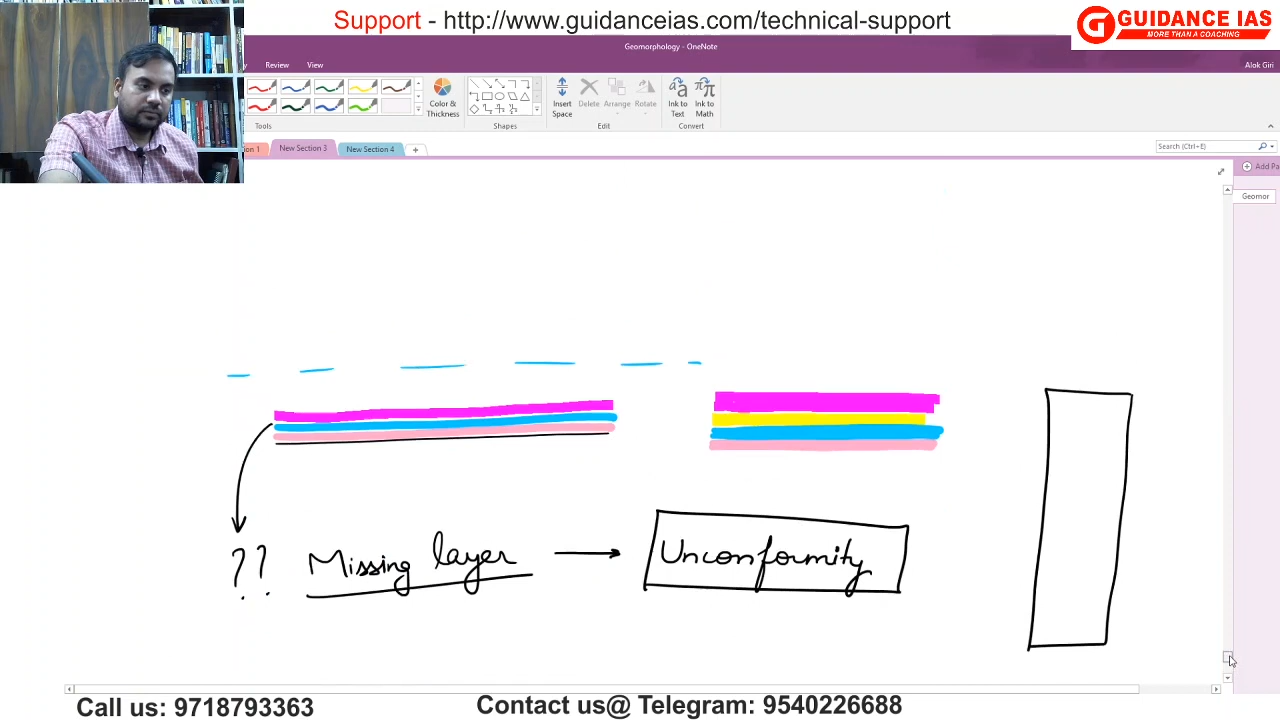 Support - http://www.guidanceias.com/technical-support
GUIDANCE IAS
MORE THAN A COACHING
Geomorphology - OneNote
Review View
Alok Giri
Color & Thickness
Insert Space
Delete Arrange Rotate
Ink to Text
Ink to Math
Tools Shapes Edit Convert
New Section 3 New Section 4
Search (Ctrl+E)
Add Pa
Geomor
?? Missing layer → Unconformity
Call us: 9718793363
Contact us@ Telegram: 9540226688